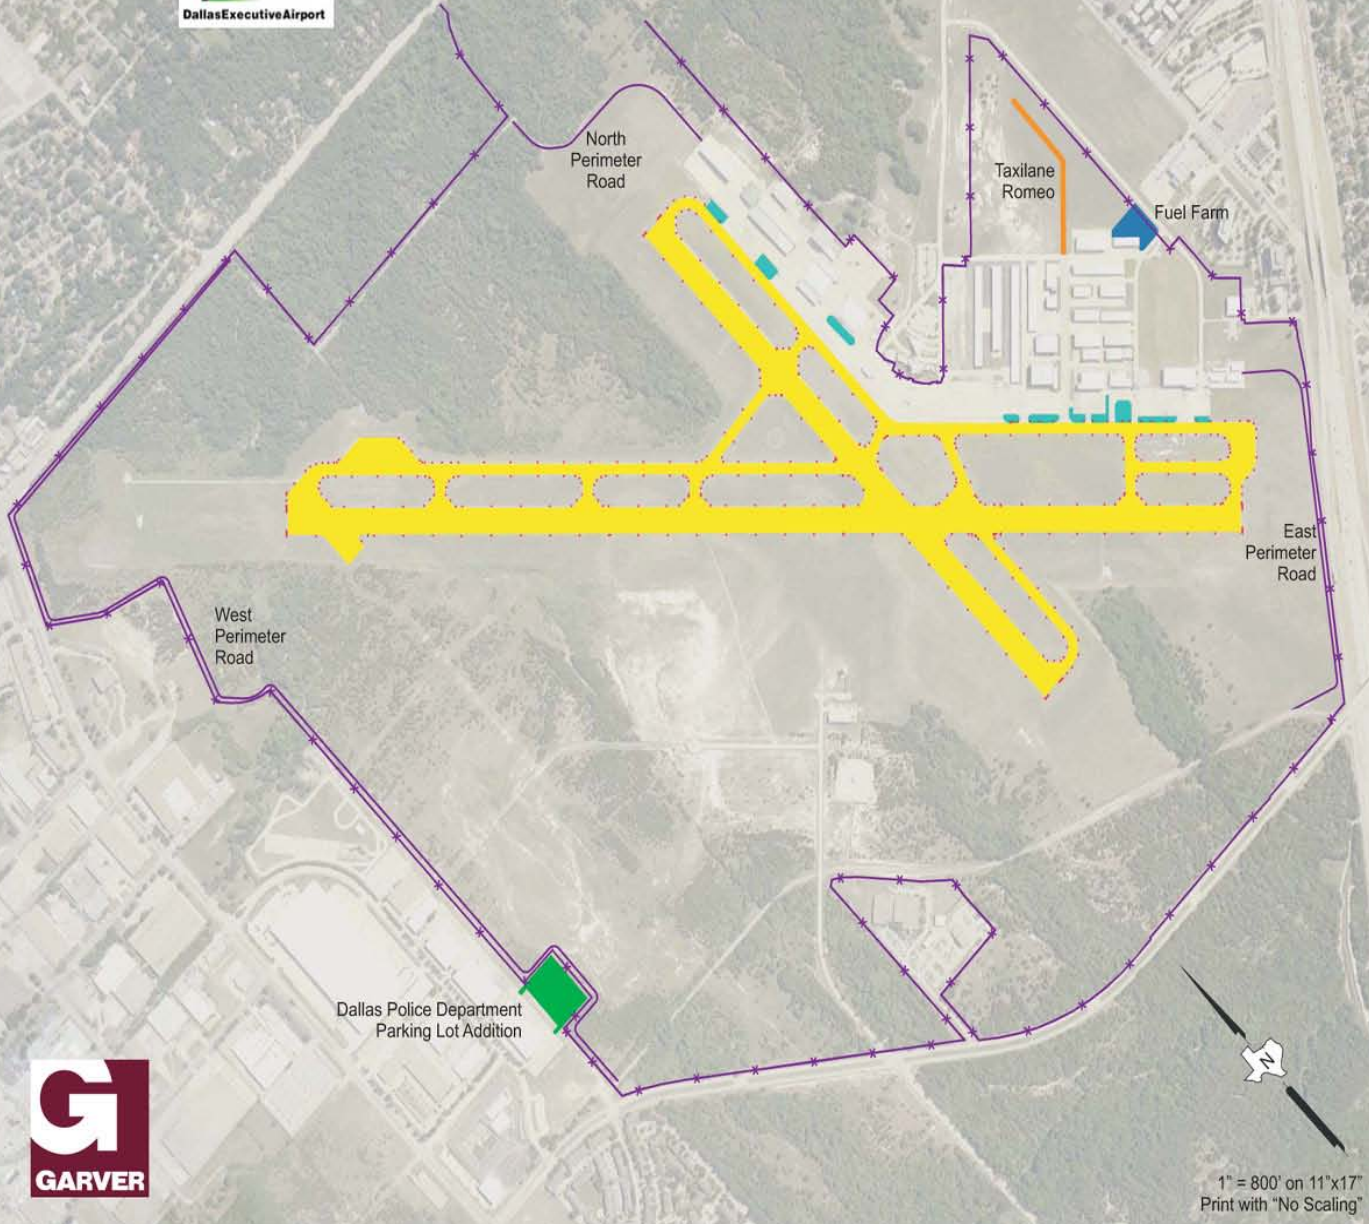 DallasExecutiveAirport
North
Perimeter
Road
Taxilane
Romeo
Fuel Farm
East
Perimeter
Road
West
Perimeter
Road
Dallas Police Department
Parking Lot Addition
N
G
GARVER
1" = 800' on 11"x17"
Print with "No Scaling"